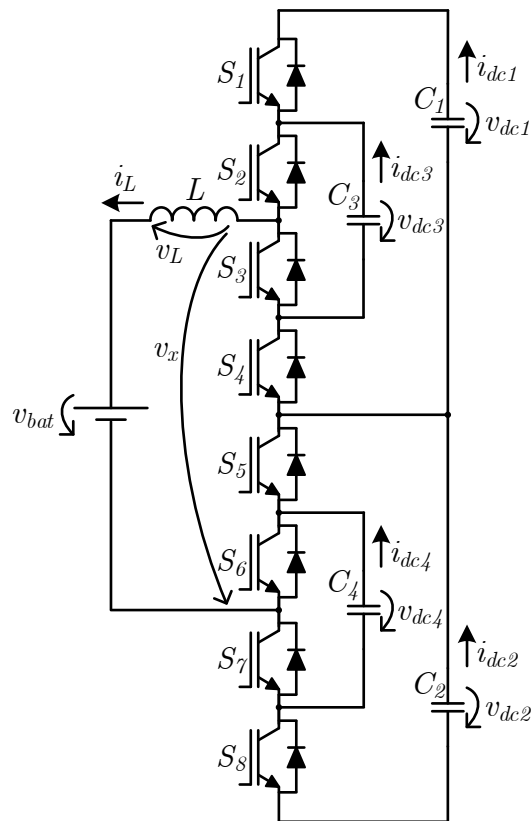 S1
idc1
C1
vdc1
S2
iL
L
idc3
C3
vdc3
vL
S3
vx
S4
vbat
S5
S6
idc4
C4
vdc4
S7
idc2
C2
vdc2
S8